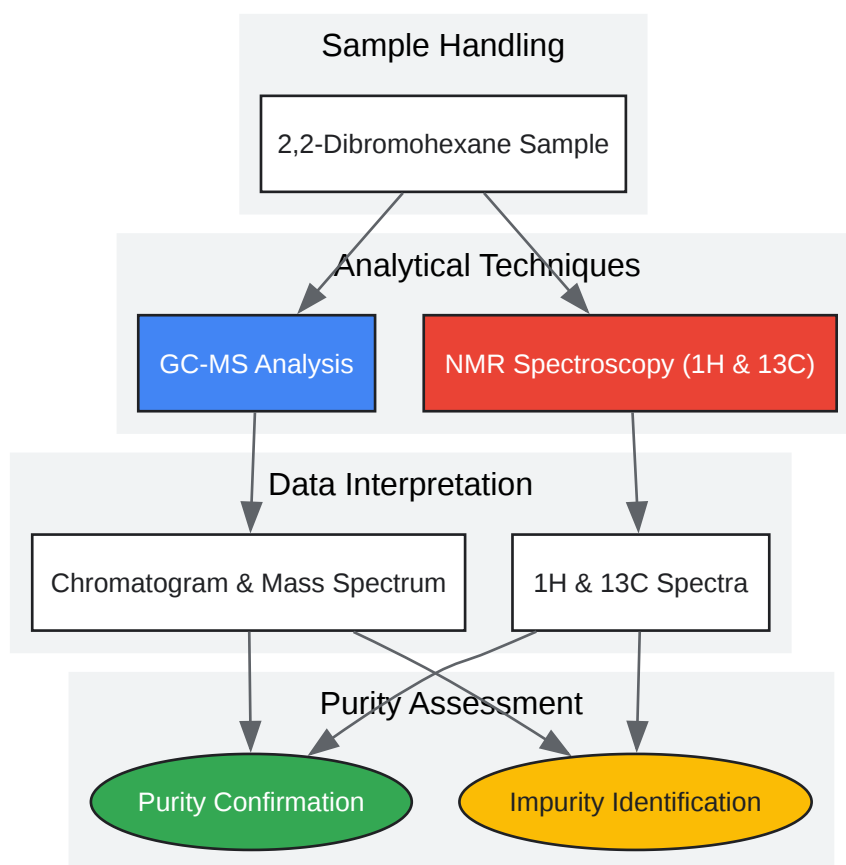 Sample Handling
2,2-Dibromohexane Sample
Analytical Techniques
GC-MS Analysis
NMR Spectroscopy (1H & 13C)
Data Interpretation
Chromatogram & Mass Spectrum
1H & 13C Spectra
Purity Assessment
Purity Confirmation
Impurity Identification